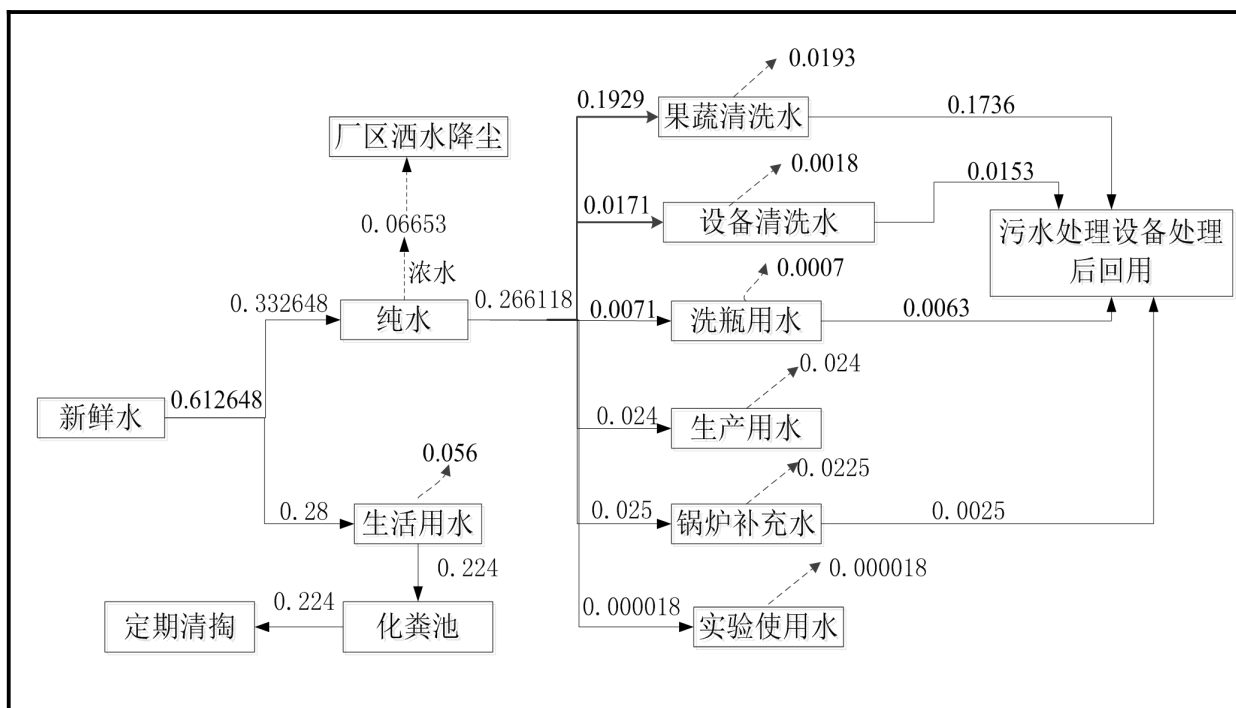 0.0193
0.1929
果蔬清洗水
0.1736
厂区洒水降尘
0.0018
0.0153
0.0171
设备清洗水
污水处理设备处理
后回用
0.06653
浓水
0.0007
0.332648
纯水
0.266118
0.0071
洗瓶用水
0.0063
0.024
新鲜水
0.612648
0.024
生产用水
0.056
0.0225
0.28
生活用水
0.025
锅炉补充水
0.0025
0.224
0.000018
定期清掏
0.224
化粪池
0.000018
实验使用水